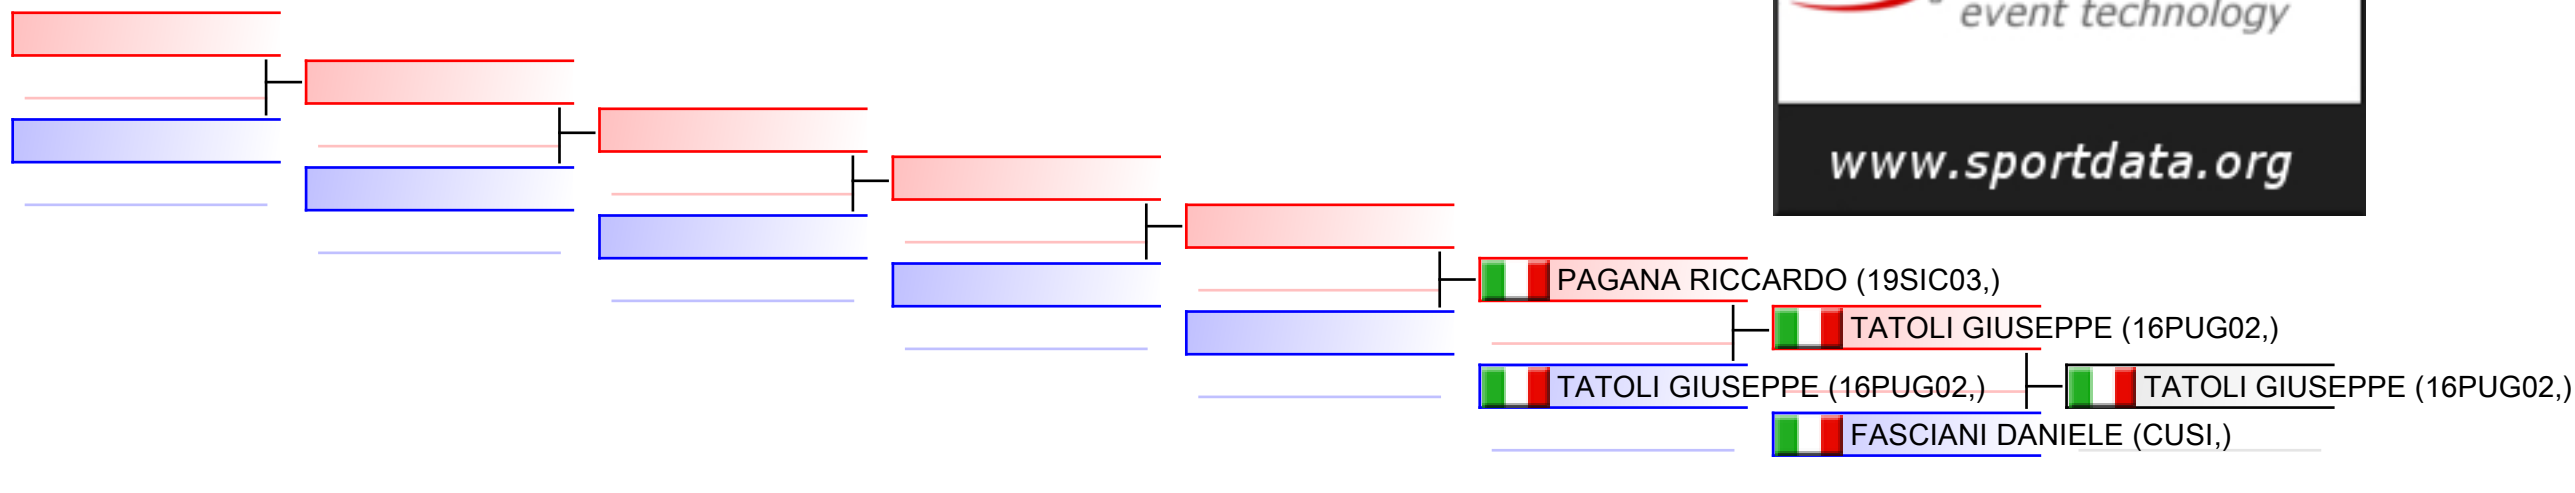 event technology
www.sportdata.org
PAGANA RICCARDO (19SIC03,)
TATOLI GIUSEPPE (16PUG02,)
TATOLI GIUSEPPE (16PUG02,)
TATOLI GIUSEPPE (16PUG02,)
FASCIANI DANIELE (CUSI,)